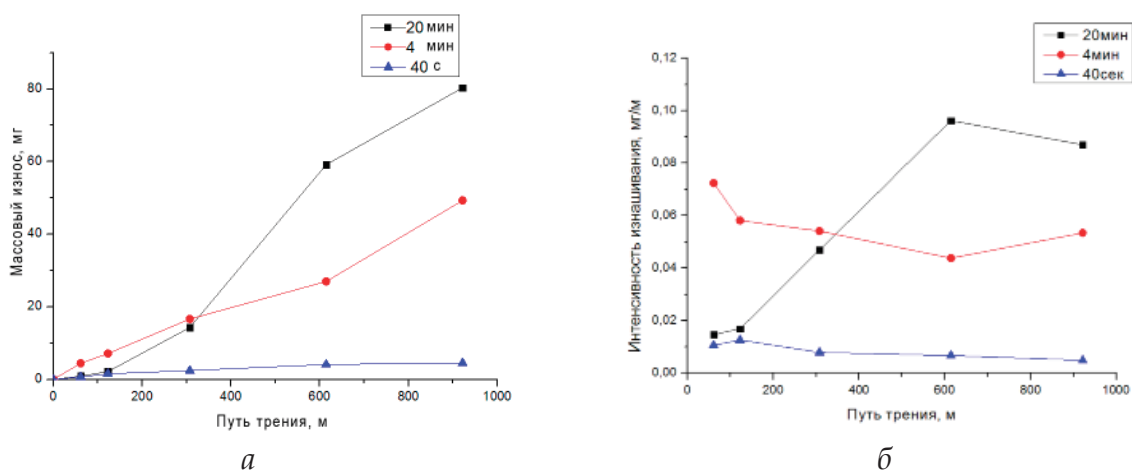 20 мин
4 мин
40 с
Массовый износ, мг
80
60
40
20
0
0 200 400 600 800 1000
Путь трения, м
а
20мин
4мин
40сек
Интенсивность изнашивания, мг/м
0,12
0,10
0,08
0,06
0,04
0,02
0,00
0 200 400 600 800 1000
Путь трения, м
б